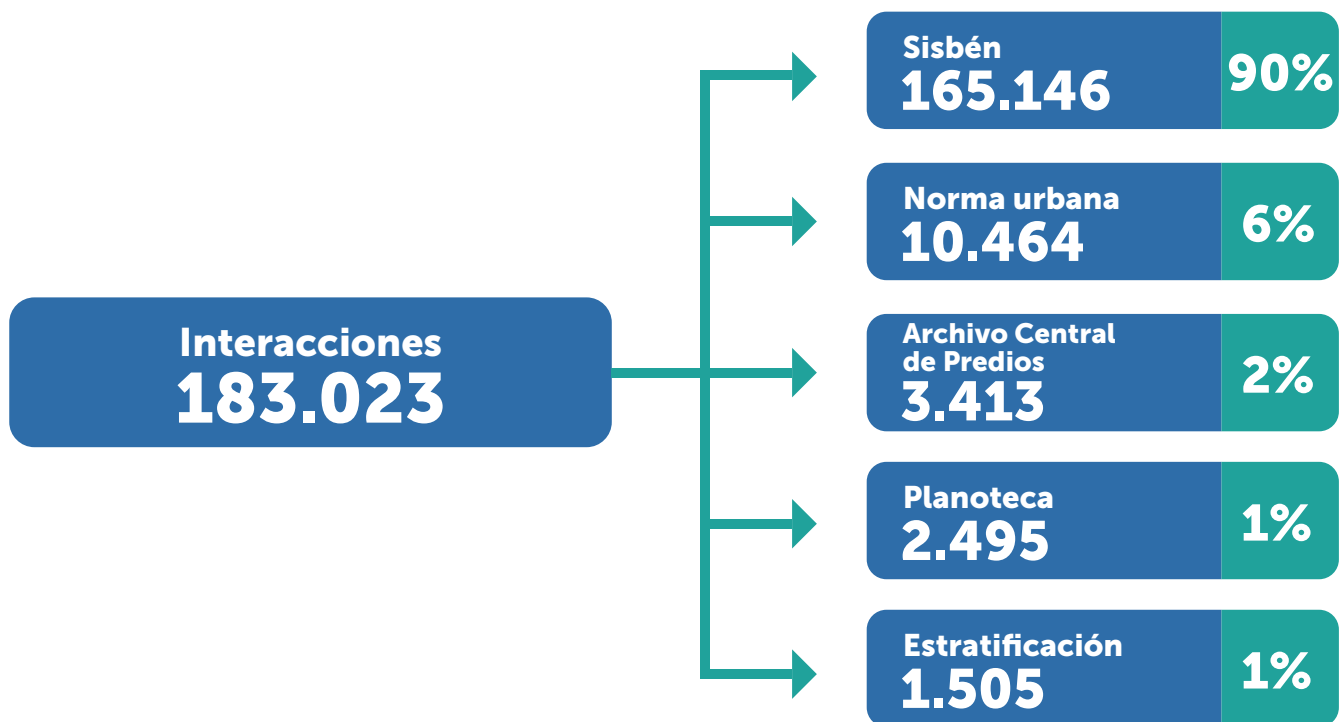 Interacciones
183.023
Sisbén
165.146
90%
Norma urbana
10.464
6%
Archivo Central
de Predios
3.413
2%
Planoteca
2.495
1%
Estratificación
1.505
1%